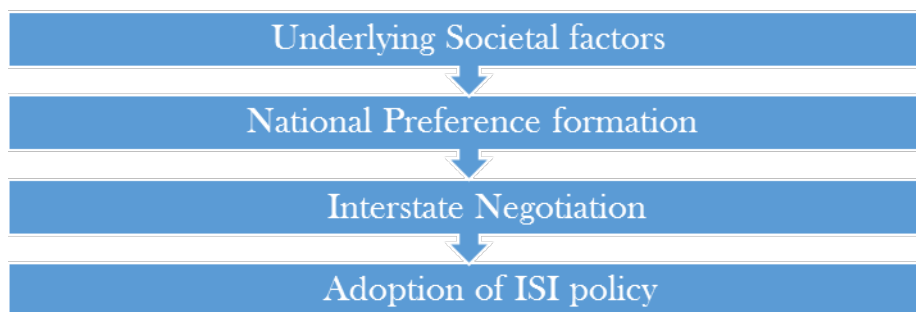 Underlying Societal factors
National Preference formation
Interstate Negotiation
Adoption of ISI policy